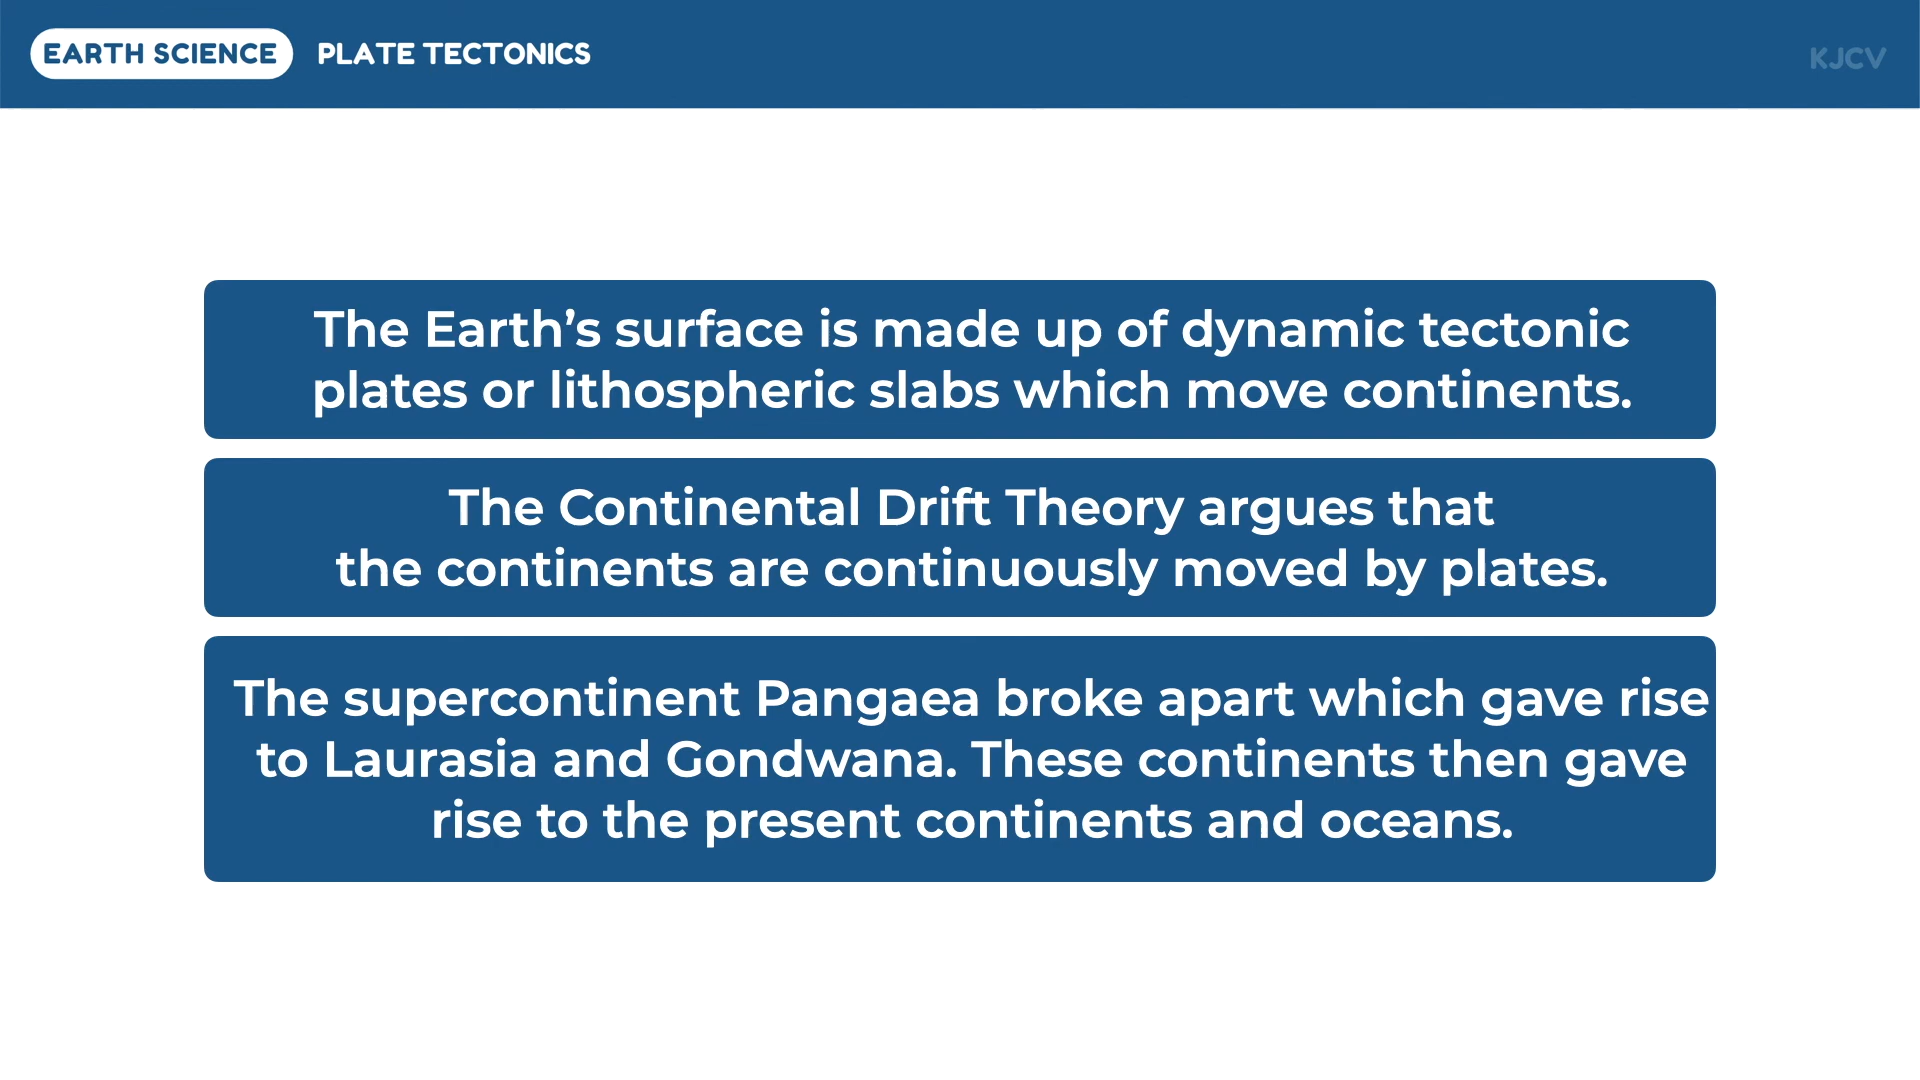 EARTH SCIENCE PLATE TECTONICS
KJCV
The Earth’s surface is made up of dynamic tectonic
plates or lithospheric slabs which move continents.
The Continental Drift Theory argues that
the continents are continuously moved by plates.
The supercontinent Pangaea broke apart which gave rise
to Laurasia and Gondwana. These continents then gave
rise to the present continents and oceans.